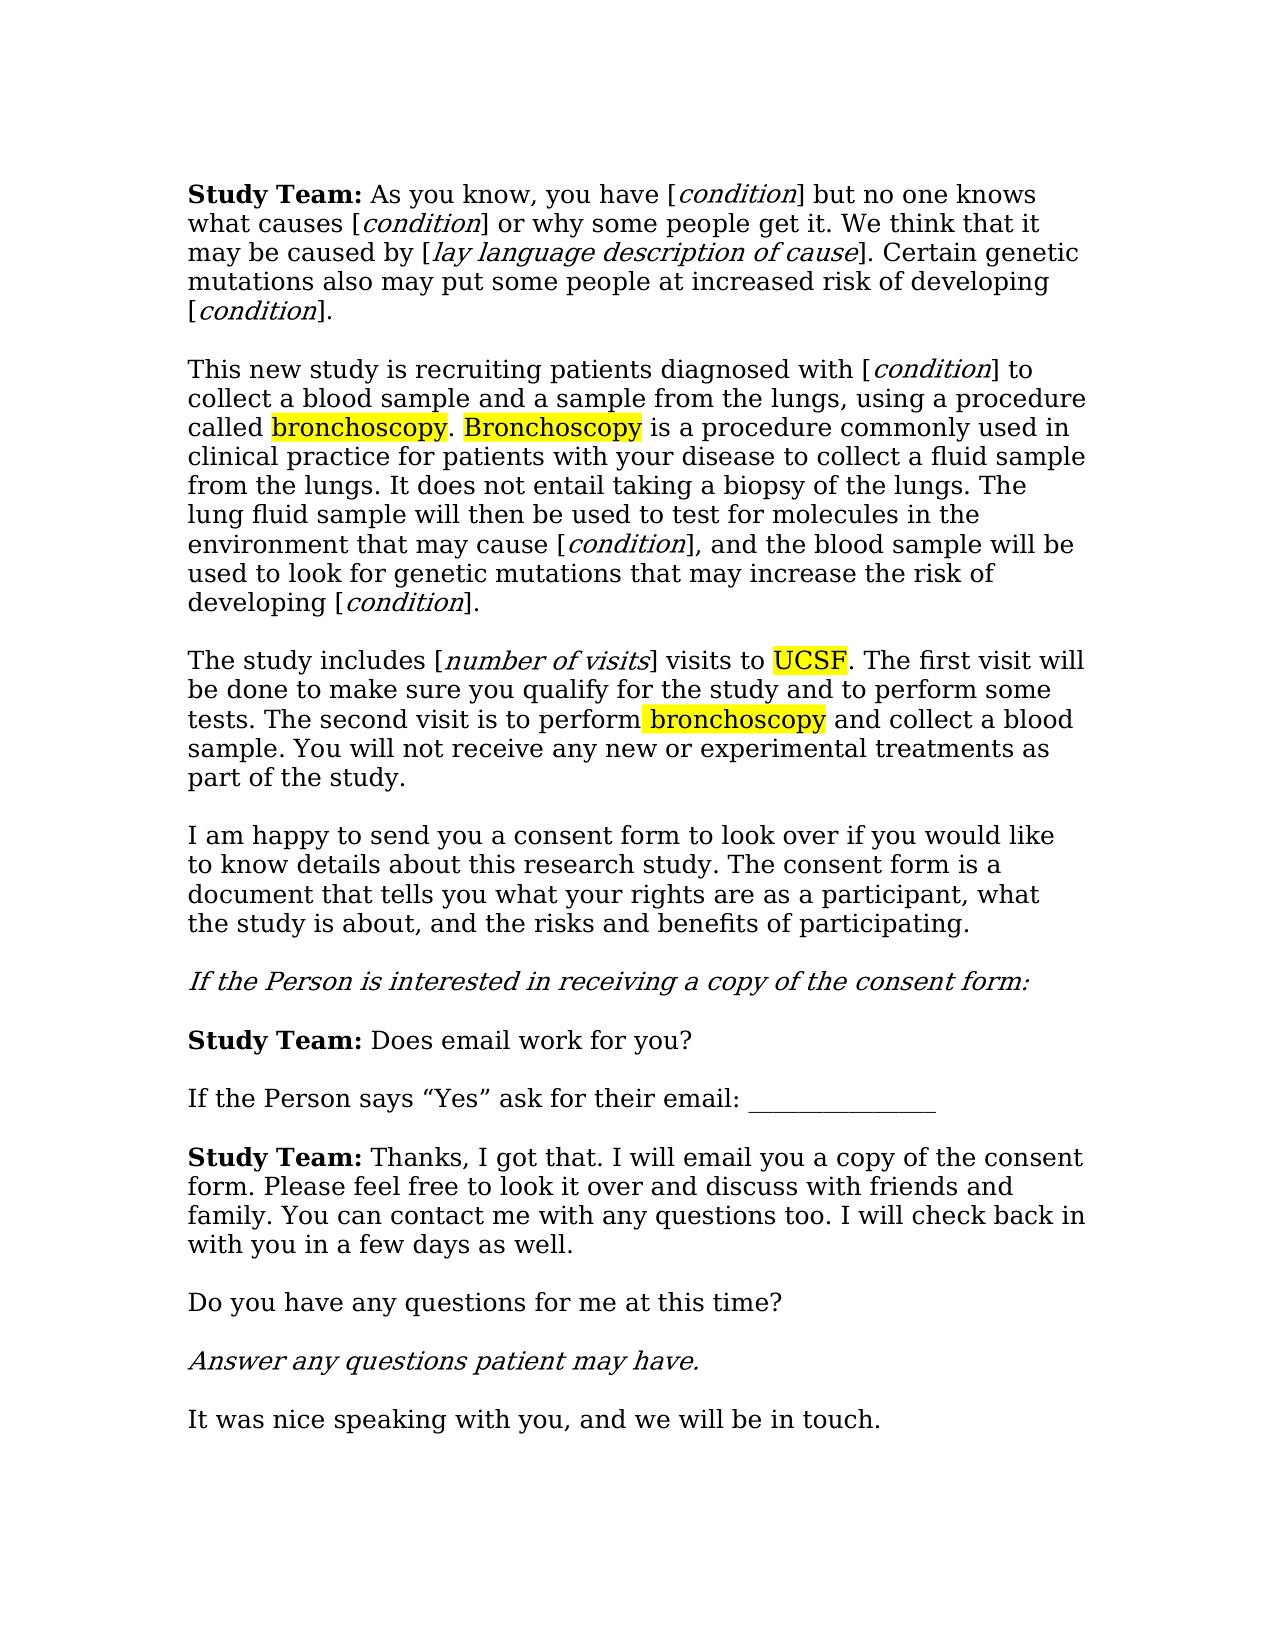 Study Team: As you know, you have [condition] but no one knows
what causes [condition] or why some people get it. We think that it
may be caused by [lay language description of cause]. Certain genetic
mutations also may put some people at increased risk of developing
[condition].
This new study is recruiting patients diagnosed with [condition] to
collect a blood sample and a sample from the lungs, using a procedure
called bronchoscopy. Bronchoscopy is a procedure commonly used in
clinical practice for patients with your disease to collect a fluid sample
from the lungs. It does not entail taking a biopsy of the lungs. The
lung fluid sample will then be used to test for molecules in the
environment that may cause [condition], and the blood sample will be
used to look for genetic mutations that may increase the risk of
developing [condition].
The study includes [number of visits] visits to UCSF. The first visit will
be done to make sure you qualify for the study and to perform some
tests. The second visit is to perform bronchoscopy and collect a blood
sample. You will not receive any new or experimental treatments as
part of the study.
I am happy to send you a consent form to look over if you would like
to know details about this research study. The consent form is a
document that tells you what your rights are as a participant, what
the study is about, and the risks and benefits of participating.
If the Person is interested in receiving a copy of the consent form:
Study Team: Does email work for you?
If the Person says “Yes” ask for their email: _______________
Study Team: Thanks, I got that. I will email you a copy of the consent
form. Please feel free to look it over and discuss with friends and
family. You can contact me with any questions too. I will check back in
with you in a few days as well.
Do you have any questions for me at this time?
Answer any questions patient may have.
It was nice speaking with you, and we will be in touch.